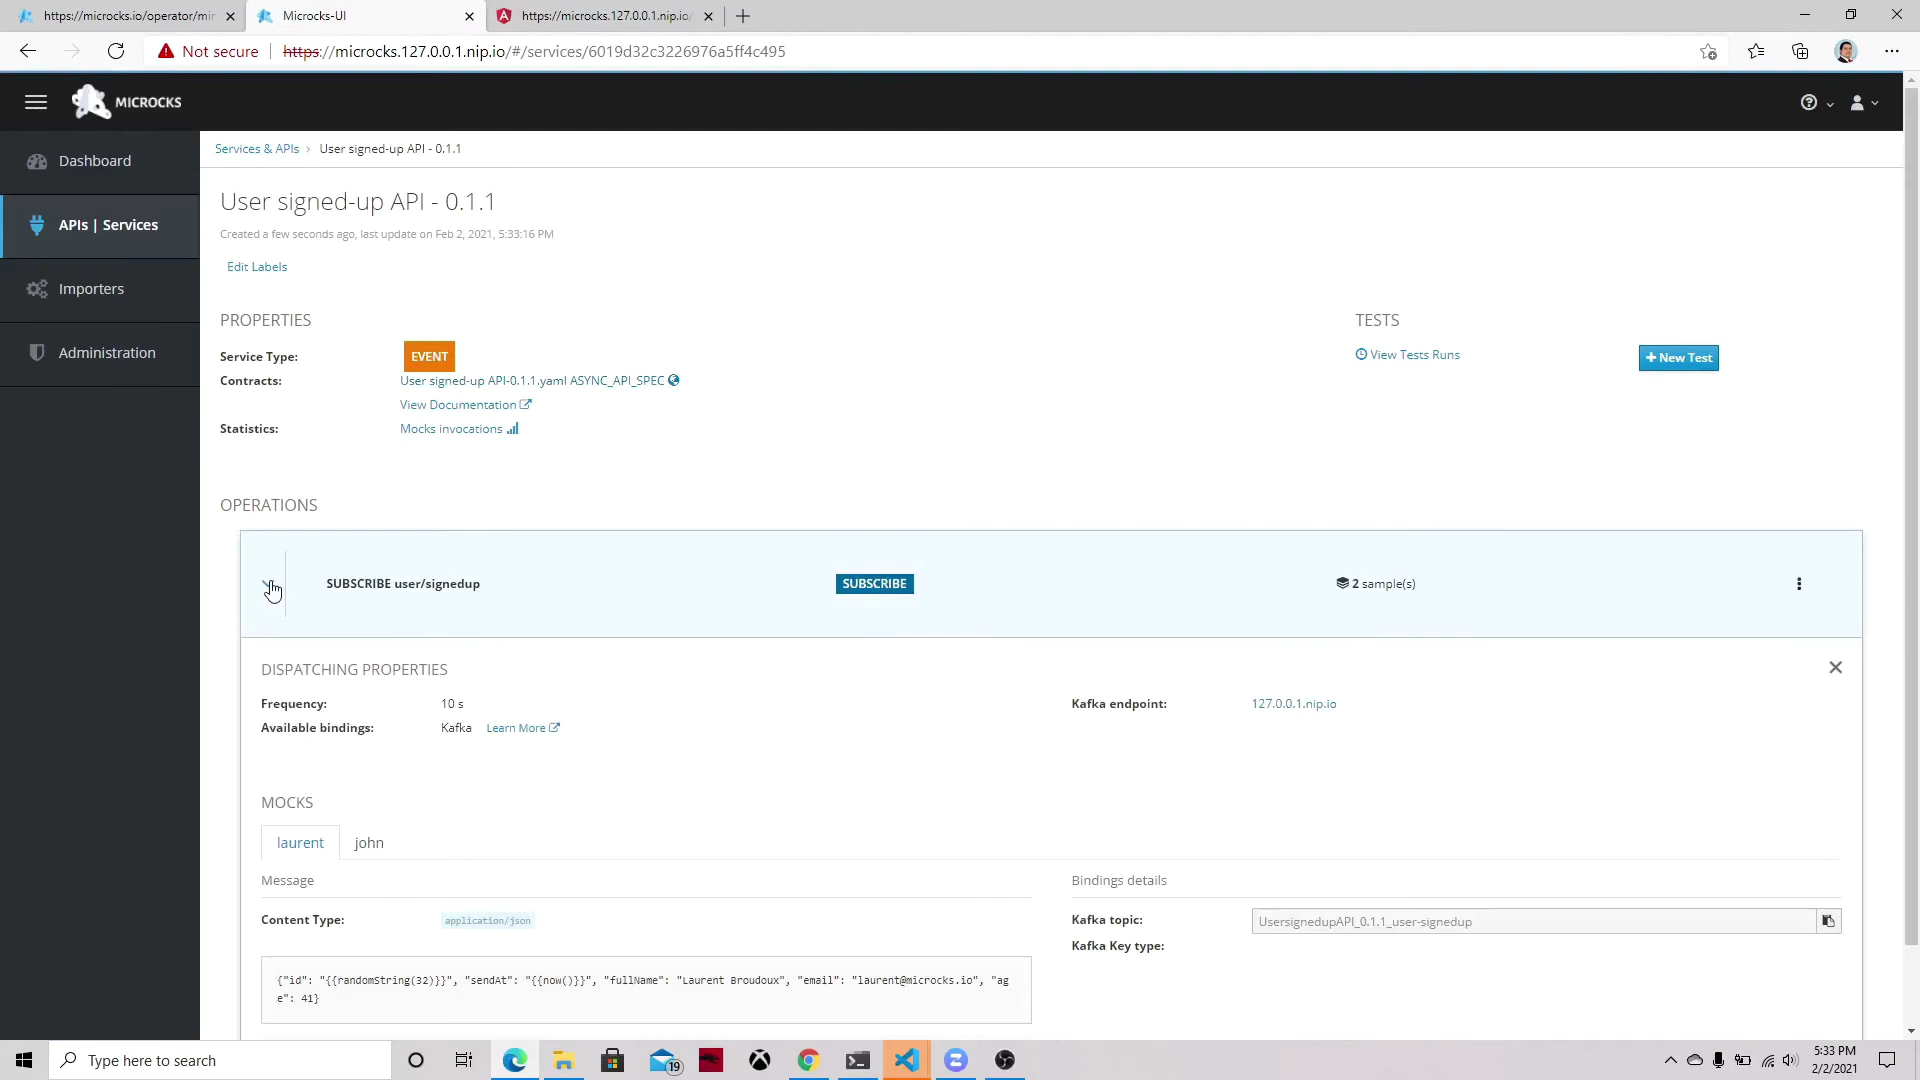 https://microcks.io/operator/mi
Microcks-UI
https://microcks.127.0.0.1.nip.io/
Not secure
https://microcks.127.0.0.1.nip.io/#/services/6019d32c3226976a5ff4c495
MICROCKS
Dashboard
APIs | Services
Importers
Administration
Services & APIs › User signed-up API - 0.1.1
User signed-up API - 0.1.1
Created a few seconds ago, last update on Feb 2, 2021, 5:33:16 PM
Edit Labels
PROPERTIES
Service Type: EVENT
Contracts: User signed-up API-0.1.1.yaml ASYNC_API_SPEC
View Documentation
Statistics: Mocks invocations
TESTS
View Tests Runs
+ New Test
OPERATIONS
SUBSCRIBE user/signedup SUBSCRIBE 2 sample(s)
DISPATCHING PROPERTIES
Frequency: 10 s
Available bindings: Kafka Learn More
Kafka endpoint: 127.0.0.1.nip.io
MOCKS
laurent john
Message
Content Type: application/json
{"id": "{{randomString(32)}}", "sendAt": "{{now()}}", "fullName": "Laurent Broudoux", "email": "laurent@microcks.io", "ag
e": 41}
Bindings details
Kafka topic: UsersignedupAPI_0.1.1_user-signedup
Kafka Key type:
Type here to search
19
5:33 PM
2/2/2021